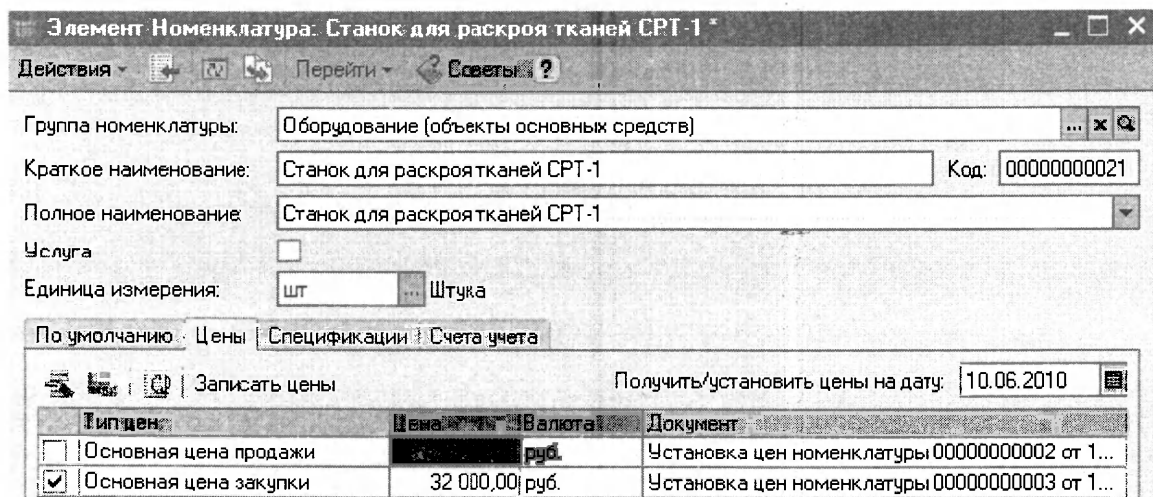 Элемент Номенклатура: Станок для раскроя тканей СРТ-1 *
Действия Перейти Советы ?
Группа номенклатуры: Оборудование (объекты основных средств) ... x
Краткое наименование: Станок для раскроя тканей СРТ-1 Код: 00000000021
Полное наименование: Станок для раскроя тканей СРТ-1
Услуга
Единица измерения: шт ... Штука
По умолчанию Цены Спецификации Счета учета
Записать цены Получить/установить цены на дату: 10.06.2010
Тип цен Цена Валюта Документ
Основная цена продажи руб. Установка цен номенклатуры 00000000002 от 1...
Основная цена закупки 32 000,00 руб. Установка цен номенклатуры 00000000003 от 1...